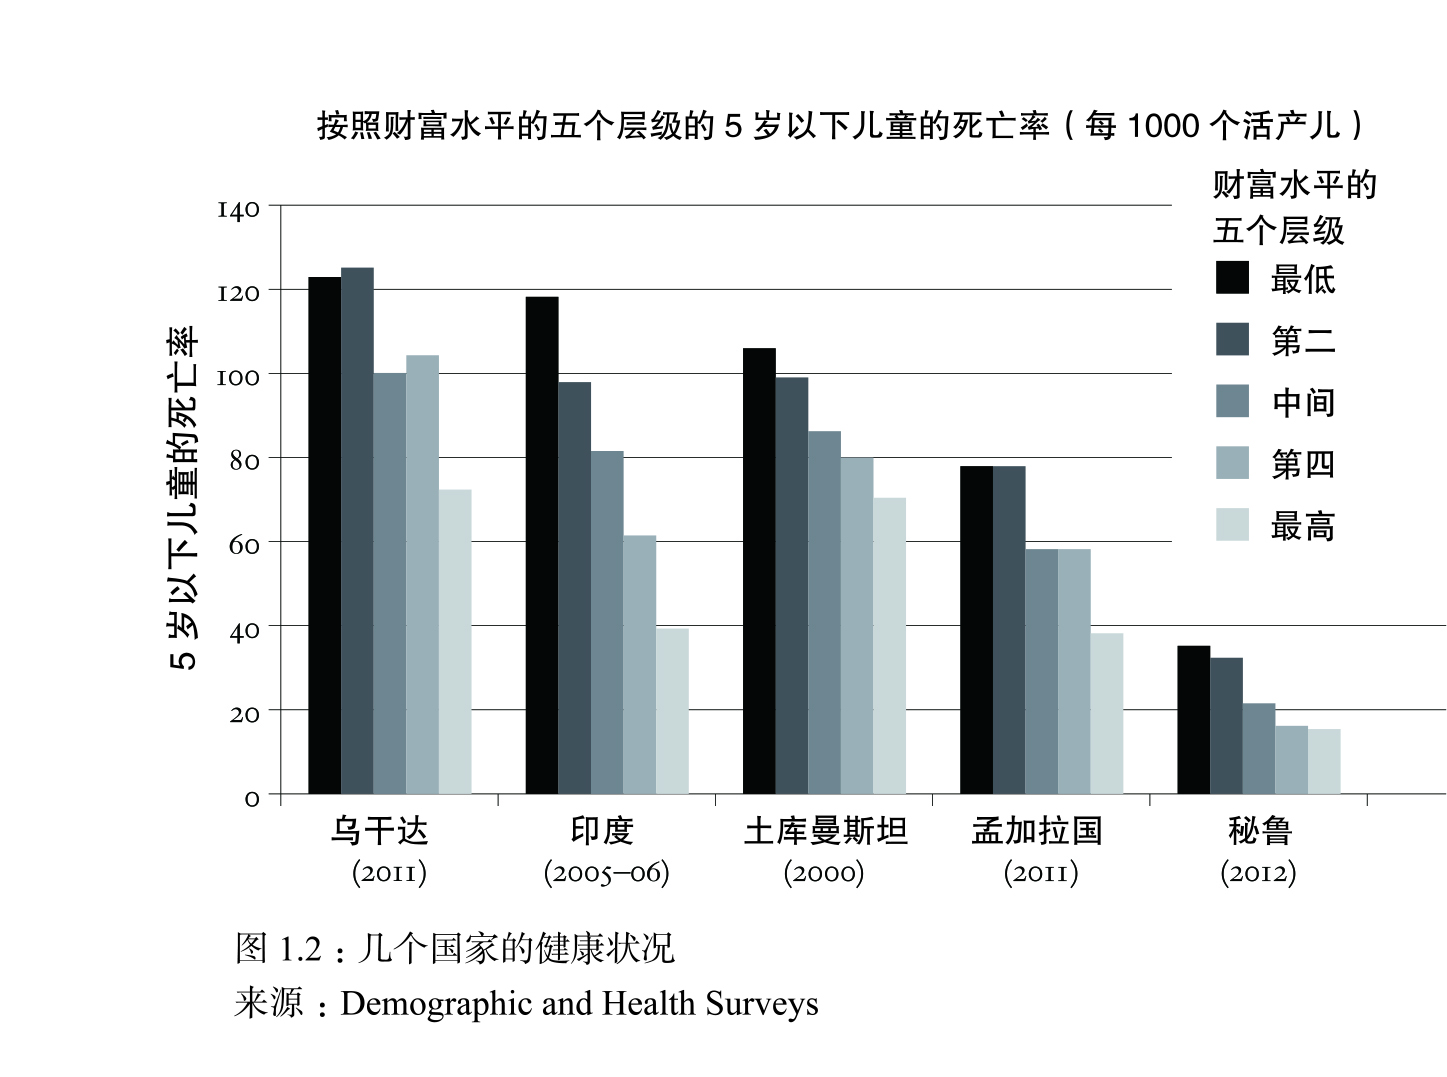 按照财富水平的五个层级的 5 岁以下儿童的死亡率（每 1000 个活产儿）
财富水平的
五个层级
最低
第二
中间
第四
最高
5 岁以下儿童的死亡率
140
120
100
80
60
40
20
0
乌干达
(2011)
印度
(2005–06)
土库曼斯坦
(2000)
孟加拉国
(2011)
秘鲁
(2012)
图 1.2：几个国家的健康状况
来源：Demographic and Health Surveys